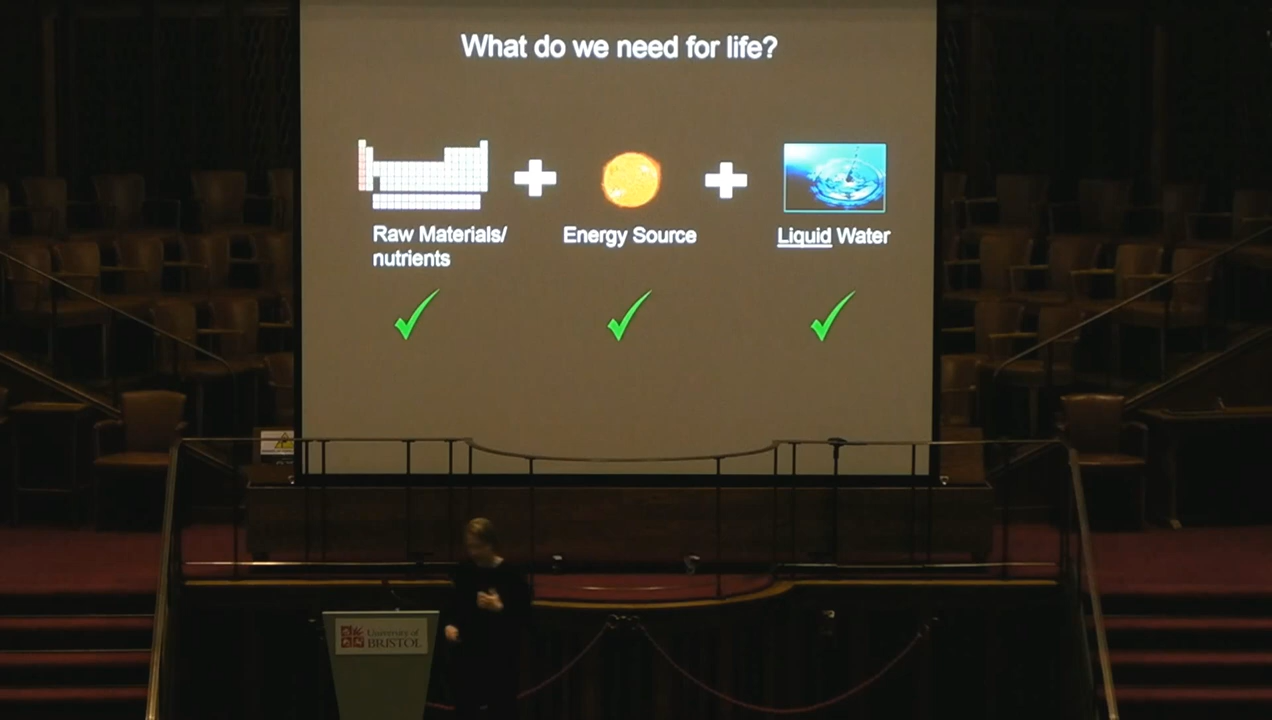 What do we need for life?
Raw Materials/
nutrients
Energy Source
Liquid Water
University of
BRISTOL